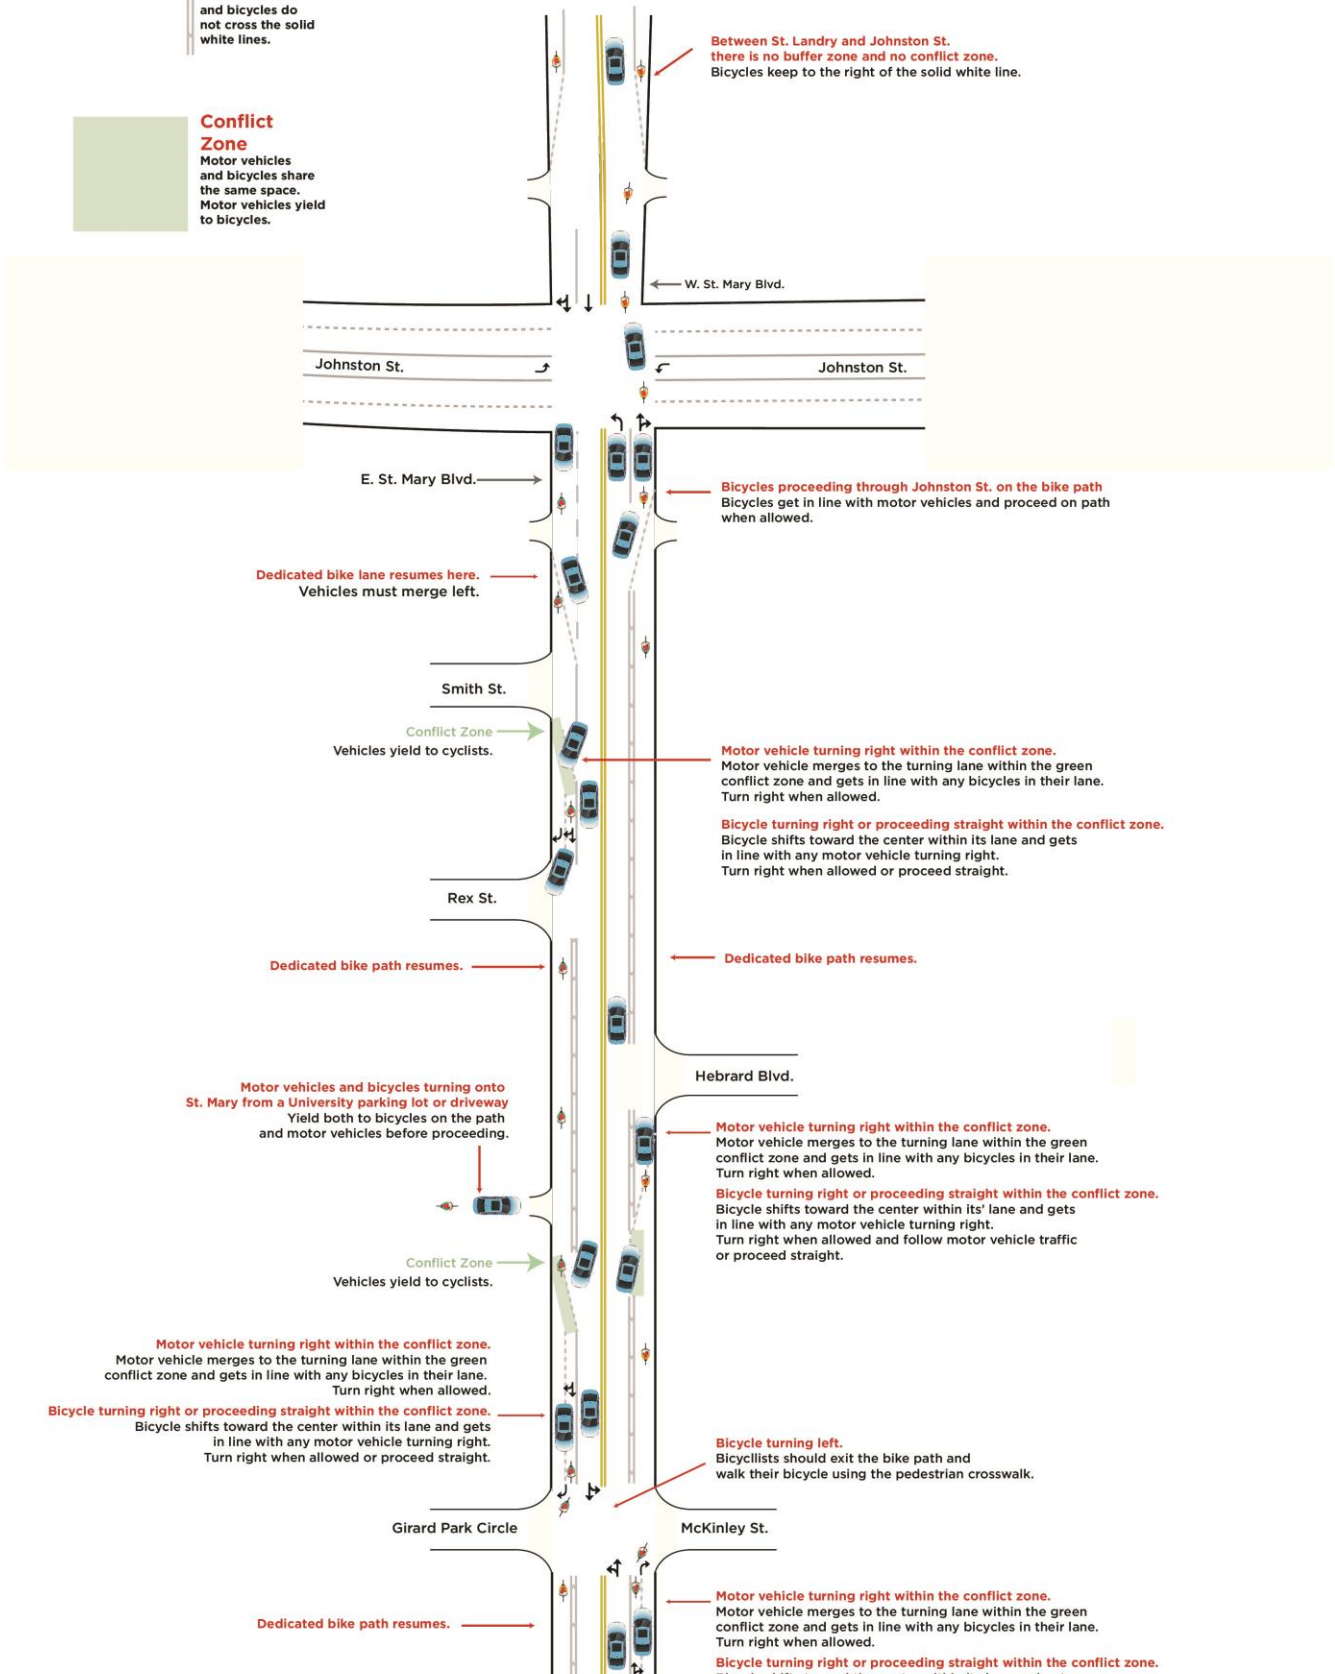 and bicycles do
not cross the solid
white lines.
Between St. Landry and Johnston St.
there is no buffer zone and no conflict zone.
Bicycles keep to the right of the solid white line.
Conflict
Zone
Motor vehicles
and bicycles share
the same space.
Motor vehicles yield
to bicycles.
W. St. Mary Blvd.
Johnston St.
Johnston St.
E. St. Mary Blvd.
Bicycles proceeding through Johnston St. on the bike path
Bicycles get in line with motor vehicles and proceed on path
when allowed.
Dedicated bike lane resumes here.
Vehicles must merge left.
Smith St.
Conflict Zone
Vehicles yield to cyclists.
Motor vehicle turning right within the conflict zone.
Motor vehicle merges to the turning lane within the green
conflict zone and gets in line with any bicycles in their lane.
Turn right when allowed.
Bicycle turning right or proceeding straight within the conflict zone.
Bicycle shifts toward the center within its lane and gets
in line with any motor vehicle turning right.
Turn right when allowed or proceed straight.
Rex St.
Dedicated bike path resumes.
Dedicated bike path resumes.
Hebrard Blvd.
Motor vehicles and bicycles turning onto
St. Mary from a University parking lot or driveway
Yield both to bicycles on the path
and motor vehicles before proceeding.
Motor vehicle turning right within the conflict zone.
Motor vehicle merges to the turning lane within the green
conflict zone and gets in line with any bicycles in their lane.
Turn right when allowed.
Bicycle turning right or proceeding straight within the conflict zone.
Bicycle shifts toward the center within its' lane and gets
in line with any motor vehicle turning right.
Turn right when allowed and follow motor vehicle traffic
or proceed straight.
Conflict Zone
Vehicles yield to cyclists.
Motor vehicle turning right within the conflict zone.
Motor vehicle merges to the turning lane within the green
conflict zone and gets in line with any bicycles in their lane.
Turn right when allowed.
Bicycle turning right or proceeding straight within the conflict zone.
Bicycle shifts toward the center within its lane and gets
in line with any motor vehicle turning right.
Turn right when allowed or proceed straight.
Bicycle turning left.
Bicycllists should exit the bike path and
walk their bicycle using the pedestrian crosswalk.
Girard Park Circle
McKinley St.
Dedicated bike path resumes.
Motor vehicle turning right within the conflict zone.
Motor vehicle merges to the turning lane within the green
conflict zone and gets in line with any bicycles in their lane.
Turn right when allowed.
Bicycle turning right or proceeding straight within the conflict zone.